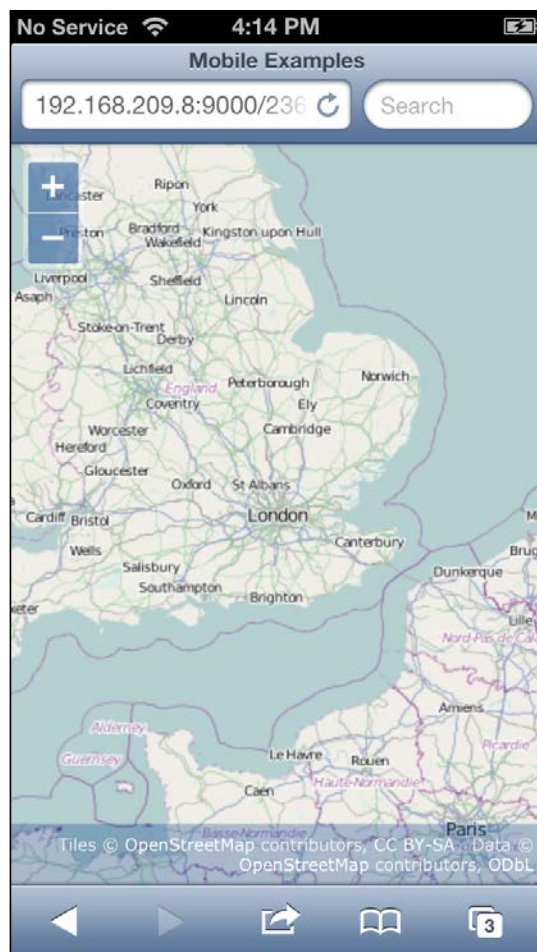 No Service 4:14 PM
Mobile Examples
192.168.209.8:9000/236 Search
+
Lancaster Ripon
York
Preston Bradford Kingston upon Hull
Wakefield
Liverpool Sheffield
Asaph Lincoln
Stoke-on-Trent
Derby
Lichfield
England Peterborough Norwich
Coventry Ely
Worcester Cambridge
Hereford
Gloucester
Oxford St Albans
London
Cardiff Bristol
Canterbury
Wells
Salisbury Dunkerque
Southampton
Brighton
Lille
Nord-Pas de
Amiens
Alderney
Picardie
Guernsey Le Havre Rouen
Haute-Normandie
Caen
Paris
Basse-Normandie
Tiles © OpenStreetMap contributors, CC BY-SA Data ©
OpenStreetMap contributors, ODbL
3